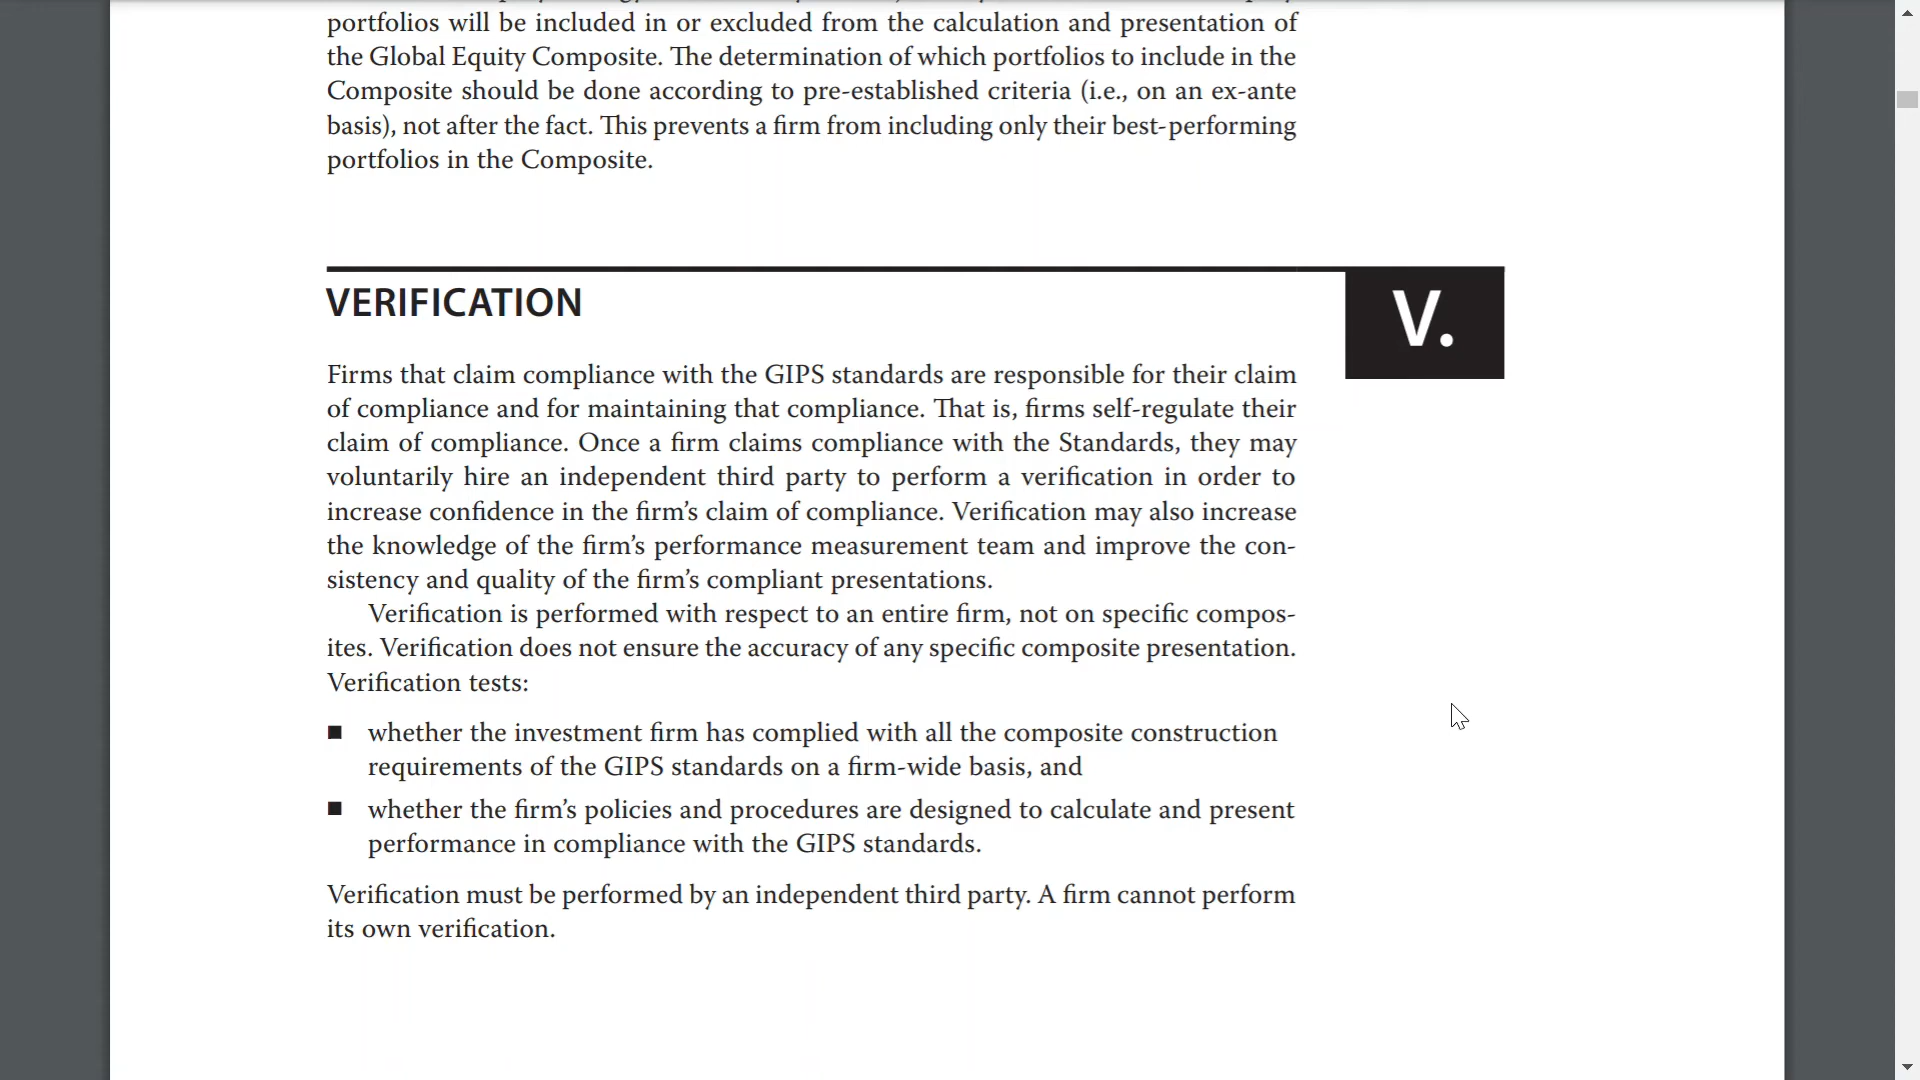 portfolios will be included in or excluded from the calculation and presentation of
the Global Equity Composite. The determination of which portfolios to include in the
Composite should be done according to pre-established criteria (i.e., on an ex-ante
basis), not after the fact. This prevents a firm from including only their best-performing
portfolios in the Composite.
VERIFICATION
V.
Firms that claim compliance with the GIPS standards are responsible for their claim
of compliance and for maintaining that compliance. That is, firms self-regulate their
claim of compliance. Once a firm claims compliance with the Standards, they may
voluntarily hire an independent third party to perform a verification in order to
increase confidence in the firm’s claim of compliance. Verification may also increase
the knowledge of the firm’s performance measurement team and improve the con-
sistency and quality of the firm’s compliant presentations.
Verification is performed with respect to an entire firm, not on specific compos-
ites. Verification does not ensure the accuracy of any specific composite presentation.
Verification tests:
■ whether the investment firm has complied with all the composite construction
requirements of the GIPS standards on a firm-wide basis, and
■ whether the firm’s policies and procedures are designed to calculate and present
performance in compliance with the GIPS standards.
Verification must be performed by an independent third party. A firm cannot perform
its own verification.